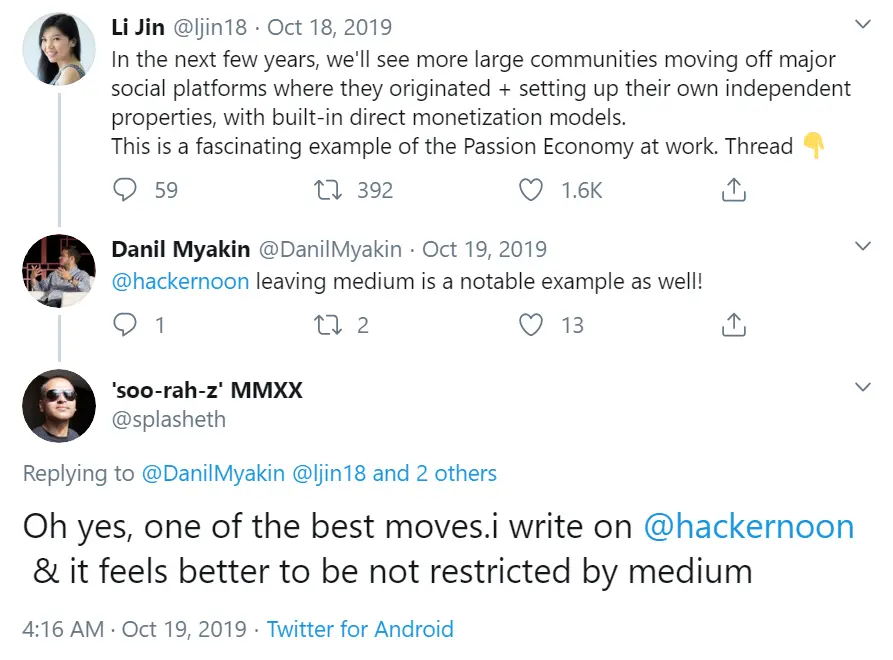 Li Jin @ljin18 · Oct 18, 2019
In the next few years, we'll see more large communities moving off major
social platforms where they originated + setting up their own independent
properties, with built-in direct monetization models.
This is a fascinating example of the Passion Economy at work. Thread 👇
59 392 1.6K
Danil Myakin @DanilMyakin · Oct 19, 2019
@hackernoon leaving medium is a notable example as well!
1 2 13
'soo-rah-z' MMXX
@splasheth
Replying to @DanilMyakin @ljin18 and 2 others
Oh yes, one of the best moves.i write on @hackernoon
& it feels better to be not restricted by medium
4:16 AM · Oct 19, 2019 · Twitter for Android